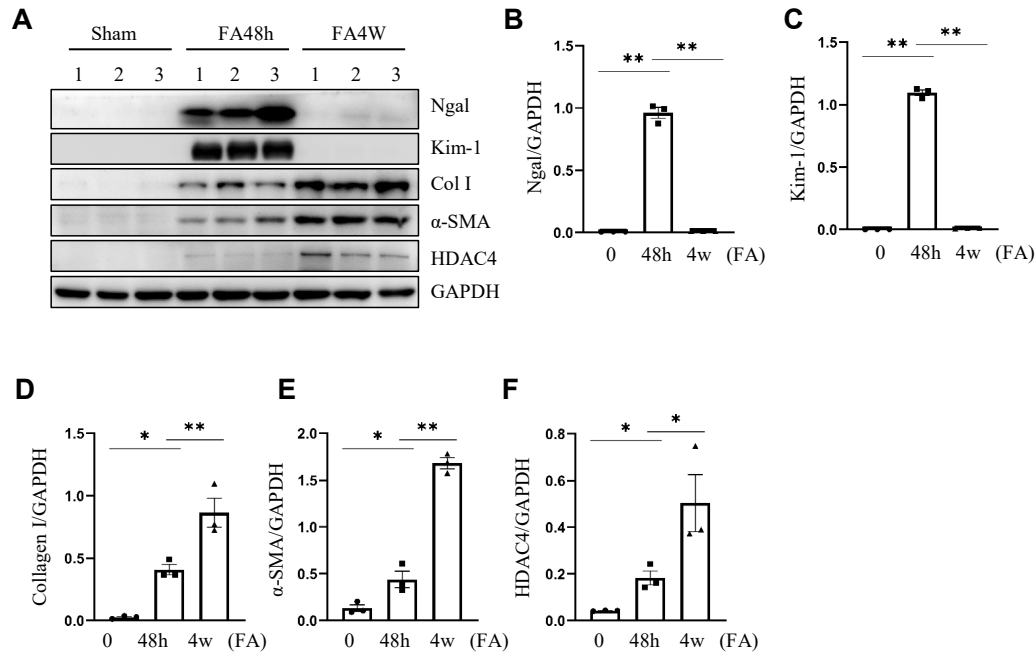 A
Sham FA48h FA4W
1 2 3 1 2 3 1 2 3
Ngal
Kim-1
Col I
α-SMA
HDAC4
GAPDH
B
Ngal/GAPDH
1.5
1.0
0.5
0.0
** **
0 48h 4w (FA)
C
Kim-1/GAPDH
1.5
1.0
0.5
0.0
** **
0 48h 4w (FA)
D
Collagen I/GAPDH
1.5
1.0
0.5
0.0
* **
0 48h 4w (FA)
E
α-SMA/GAPDH
2.0
1.5
1.0
0.5
0.0
* **
0 48h 4w (FA)
F
HDAC4/GAPDH
0.8
0.6
0.4
0.2
0.0
* *
0 48h 4w (FA)